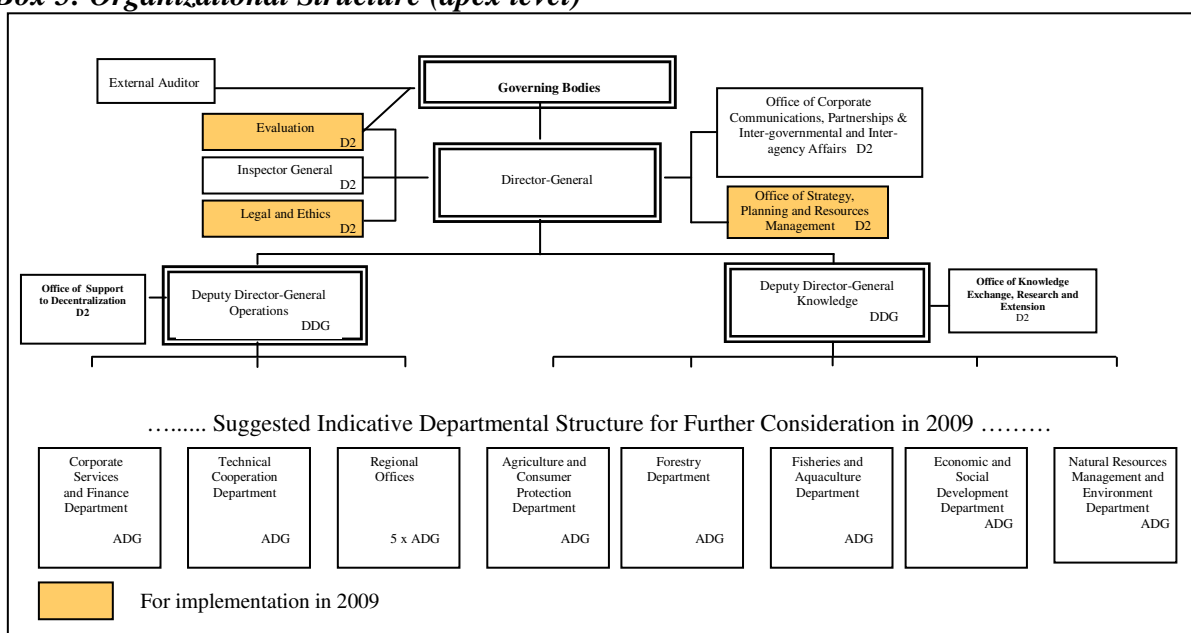 Box 5: Organizational Structure (apex level)
External Auditor
Governing Bodies
Evaluation
D2
Inspector General
D2
Legal and Ethics
D2
Director-General
Office of Corporate
Communications, Partnerships &
Inter-governmental and Inter-
agency Affairs D2
Office of Strategy,
Planning and Resources
Management D2
Office of Support
to Decentralization
D2
Deputy Director-General
Operations
DDG
Deputy Director-General
Knowledge
DDG
Office of Knowledge
Exchange, Research and
Extension
D2
…...... Suggested Indicative Departmental Structure for Further Consideration in 2009 ………
Corporate
Services
and Finance
Department
ADG
Technical
Cooperation
Department
ADG
Regional
Offices
5 x ADG
Agriculture and
Consumer
Protection
Department
ADG
Forestry
Department
ADG
Fisheries and
Aquaculture
Department
ADG
Economic and
Social
Development
Department
ADG
Natural Resources
Management and
Environment
Department
ADG
For implementation in 2009